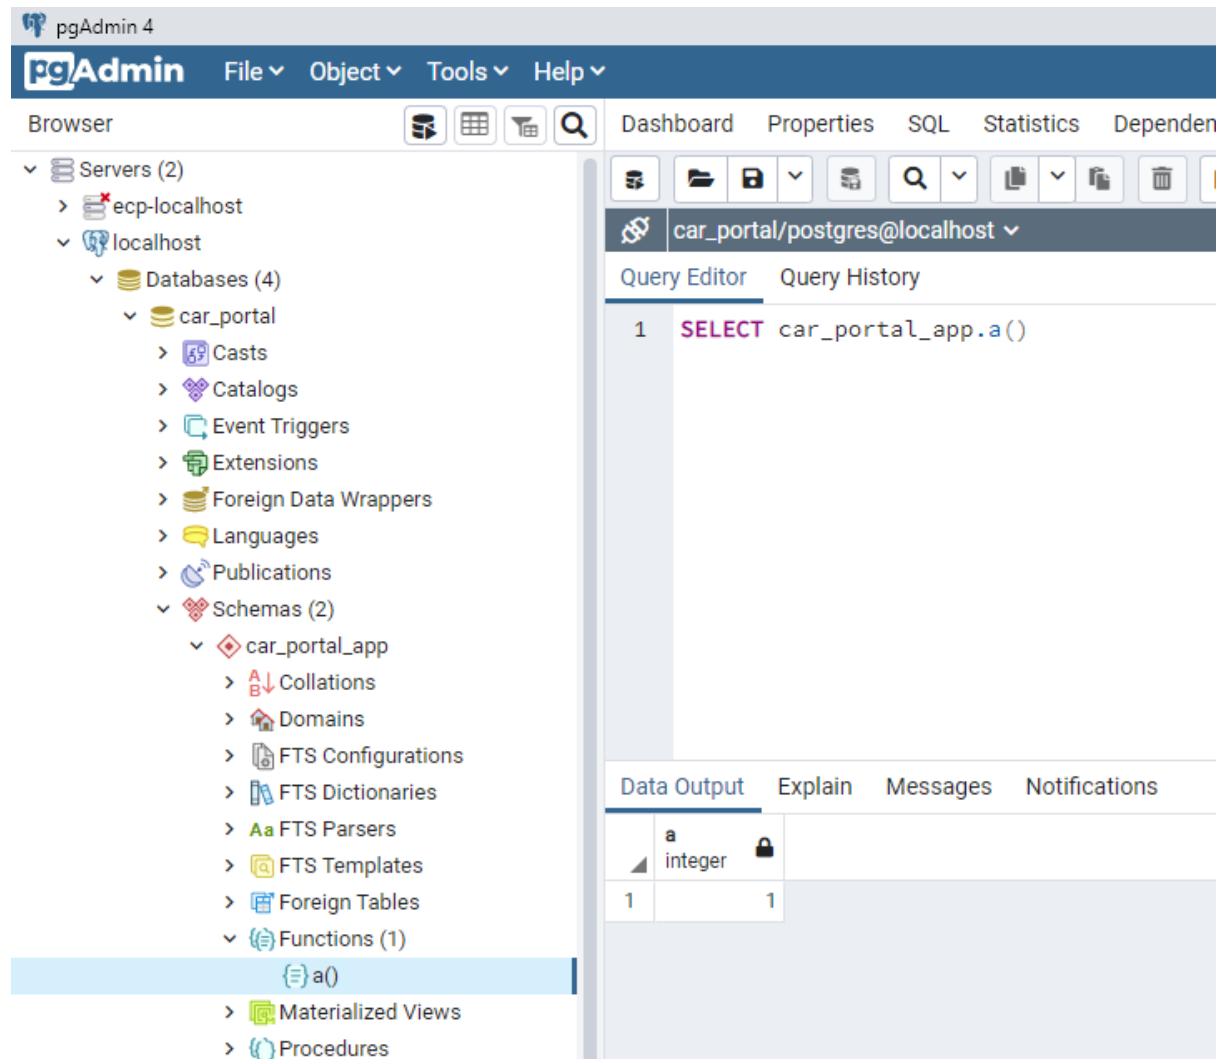 pgAdmin 4
pgAdmin File Object Tools Help
Browser
Servers (2)
ecp-localhost
localhost
Databases (4)
car_portal
Casts
Catalogs
Event Triggers
Extensions
Foreign Data Wrappers
Languages
Publications
Schemas (2)
car_portal_app
Collations
Domains
FTS Configurations
FTS Dictionaries
Aa FTS Parsers
FTS Templates
Foreign Tables
Functions (1)
a()
Materialized Views
Procedures
Dashboard Properties SQL Statistics Dependen
car_portal/postgres@localhost
Query Editor Query History
1 SELECT car_portal_app.a()
Data Output Explain Messages Notifications
a
integer
1 1